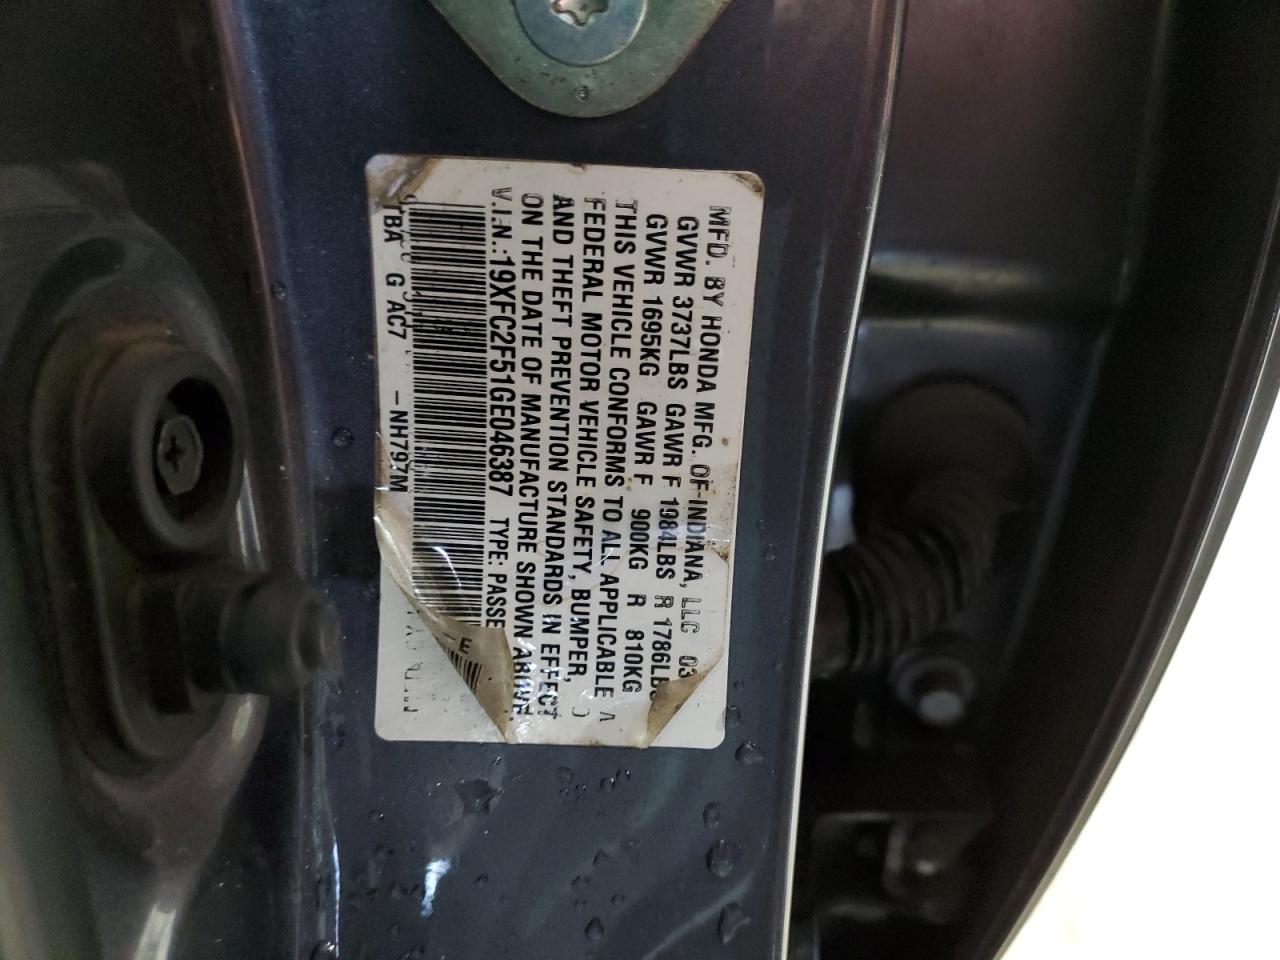 MFD. BY HONDA MFG. OF INDIANA, LLC 03
GVWR 3737LBS GAWR F 1984LBS R 1786LBS
GVWR 1695KG GAWR F 900KG R 810KG
THIS VEHICLE CONFORMS TO ALL APPLICABLE
FEDERAL MOTOR VEHICLE SAFETY, BUMPER,
AND THEFT PREVENTION STANDARDS IN EFFECT
ON THE DATE OF MANUFACTURE SHOWN ABOVE.
V.I.N.:19XFC2F51GE046387 TYPE: PASSE
TBA G AC7 -NH797M